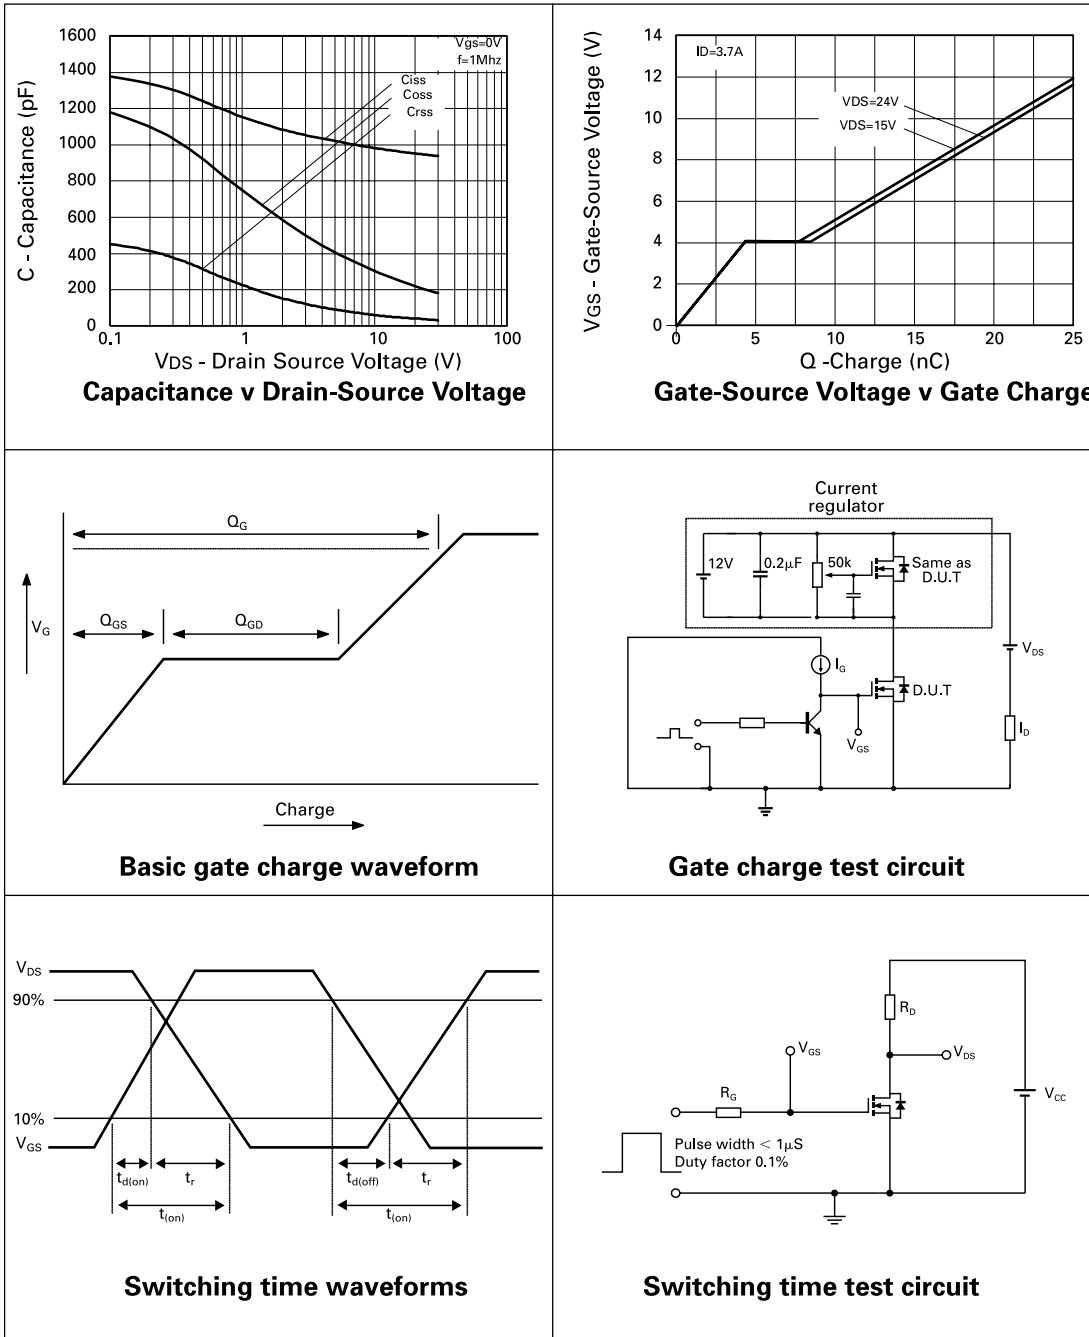 1600
1400
1200
1000
800
600
400
200
0
C - Capacitance (pF)
Vgs=0V
f=1Mhz
Ciss
Coss
Crss
0.1
1
10
100
VDS - Drain Source Voltage (V)
Capacitance v Drain-Source Voltage
14
12
10
8
6
4
2
0
VGS - Gate-Source Voltage (V)
ID=3.7A
VDS=24V
VDS=15V
0
5
10
15
20
25
Q -Charge (nC)
Gate-Source Voltage v Gate Charge
QG
QGS
QGD
VG
Charge
Basic gate charge waveform
Current
regulator
12V
0.2μF
50k
Same as
D.U.T
VDS
IG
D.U.T
VGS
ID
Gate charge test circuit
VDS
90%
10%
VGS
td(on)
tr
td(off)
tr
t(on)
t(on)
Switching time waveforms
RD
VGS
VDS
VCC
RG
Pulse width < 1μS
Duty factor 0.1%
Switching time test circuit